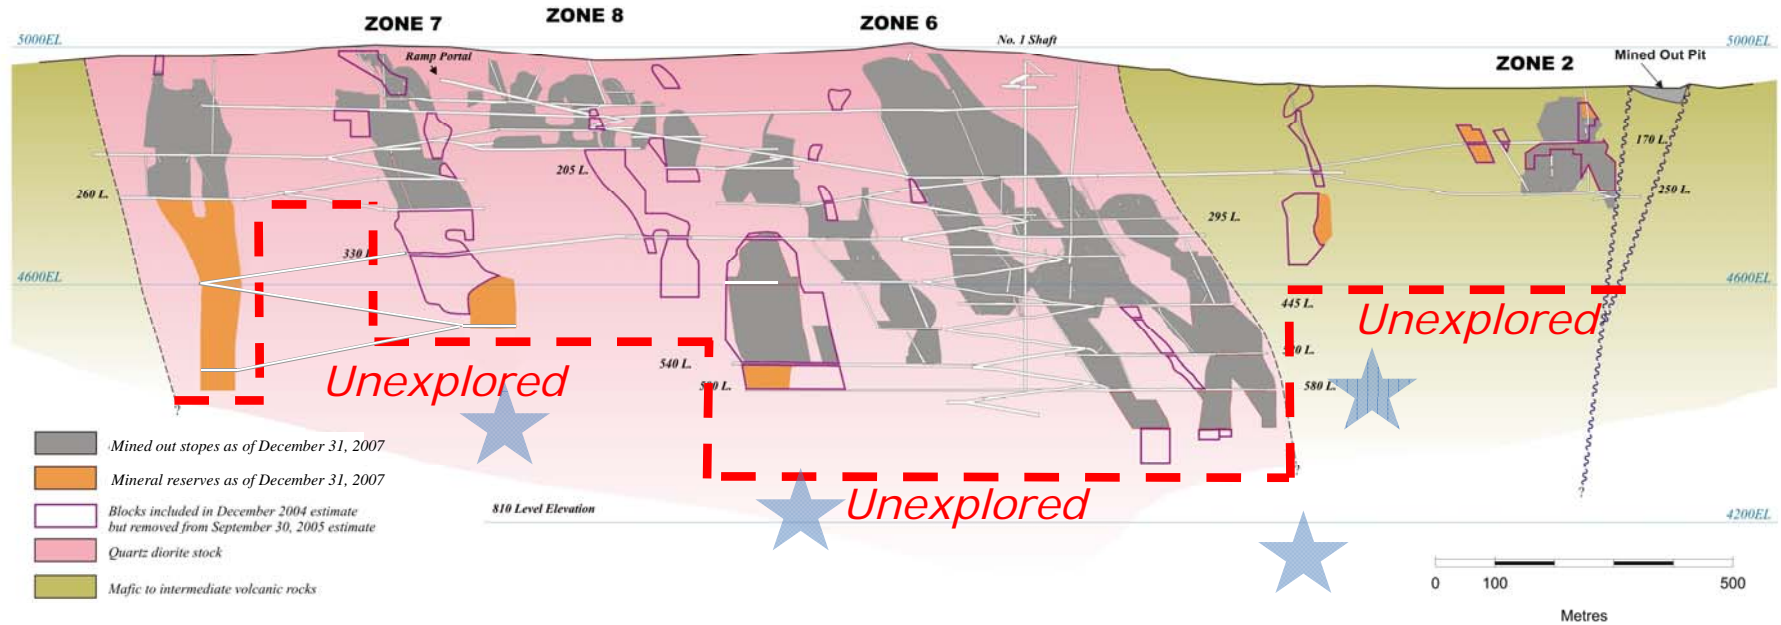 ZONE 7
ZONE 8
ZONE 6
ZONE 2
5000EL
5000EL
Ramp Portal
No. 1 Shaft
Mined Out Pit
170 L.
205 L.
260 L.
250 L.
295 L.
330 L
4600EL
4600EL
445 L.
Unexplored
540 L.
Unexplored
580 L.
Mined out stopes as of December 31, 2007
Mineral reserves as of December 31, 2007
Blocks included in December 2004 estimate
but removed from September 30, 2005 estimate
Quartz diorite stock
Mafic to intermediate volcanic rocks
810 Level Elevation
Unexplored
?
?
?
4200EL
0 100 500
Metres